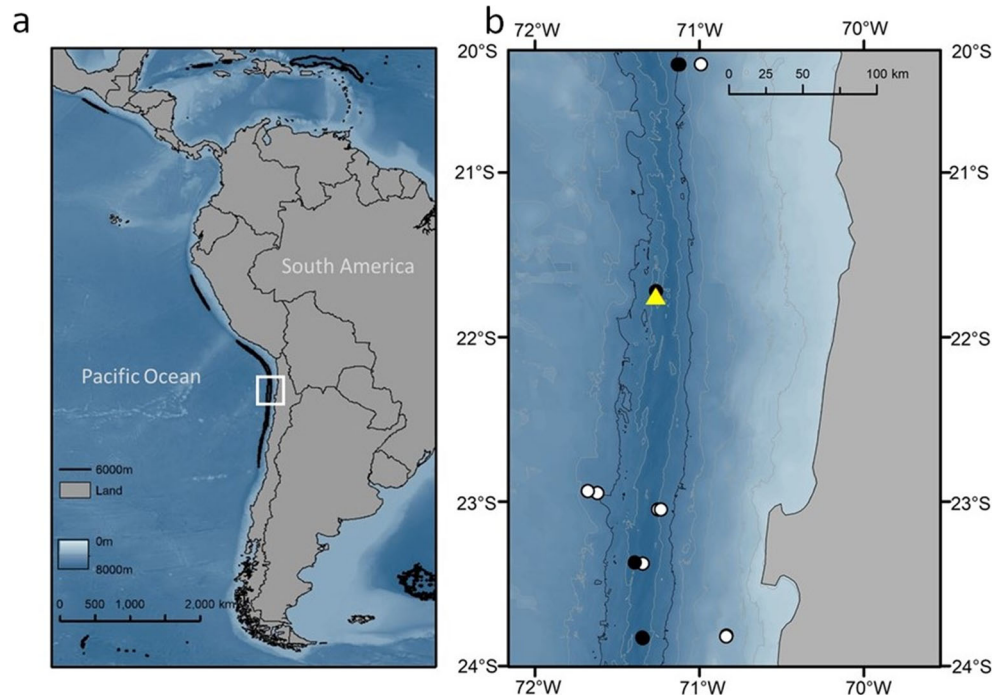 a
South America
Pacific Ocean
6000m
Land
0m
8000m
0 500 1,000 2,000 km
b
72°W 71°W 70°W
20°S 20°S
0 25 50 100 km
21°S 21°S
22°S 22°S
23°S 23°S
24°S 24°S
72°W 71°W 70°W